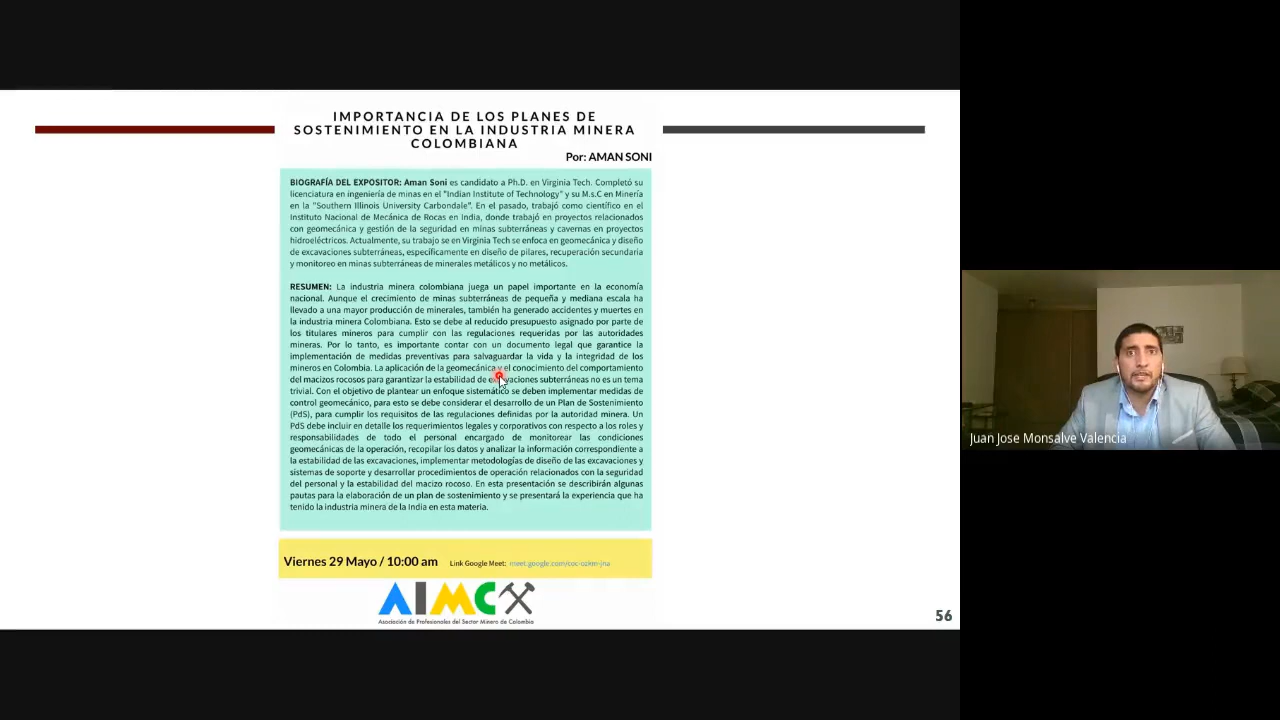 IMPORTANCIA DE LOS PLANES DE
SOSTENIMIENTO EN LA INDUSTRIA MINERA
COLOMBIANA
Por: AMAN SONI
BIOGRAFÍA DEL EXPOSITOR: Aman Soni es candidato a Ph.D. en Virginia Tech. Completó su
licenciatura en ingeniería de minas en el "Indian Institute of Technology" y su M.s.C en Minería
en la "Southern Illinois University Carbondale". En el pasado, trabajó como científico en el
Instituto Nacional de Mecánica de Rocas en India, donde trabajó en proyectos relacionados
con geomecánica y gestión de la seguridad en minas subterráneas y cavernas en proyectos
hidroeléctricos. Actualmente, su trabajo se en Virginia Tech se enfoca en geomecánica y diseño
de excavaciones subterráneas, específicamente en diseño de pilares, recuperación secundaria
y monitoreo en minas subterráneas de minerales metálicos y no metálicos.
RESUMEN: La industria minera colombiana juega un papel importante en la economía
nacional. Aunque el crecimiento de minas subterráneas de pequeña y mediana escala ha
llevado a una mayor producción de minerales, también ha generado accidentes y muertes en
la industria minera Colombiana. Esto se debe al reducido presupuesto asignado por parte de
los titulares mineros para cumplir con las regulaciones requeridas por las autoridades
mineras. Por lo tanto, es importante contar con un documento legal que garantice la
implementación de medidas preventivas para salvaguardar la vida y la integridad de los
mineros en Colombia. La aplicación de la geomecánica y el conocimiento del comportamiento
del macizos rocosos para garantizar la estabilidad de excavaciones subterráneas no es un tema
trivial. Con el objetivo de plantear un enfoque sistemático se deben implementar medidas de
control geomecánico, para esto se debe considerar el desarrollo de un Plan de Sostenimiento
(PdS), para cumplir los requisitos de las regulaciones definidas por la autoridad minera. Un
PdS debe incluir en detalle los requerimientos legales y corporativos con respecto a los roles y
responsabilidades de todo el personal encargado de monitorear las condiciones
geomecánicas de la operación, recopilar los datos y analizar la información correspondiente a
la estabilidad de las excavaciones, implementar metodologías de diseño de las excavaciones y
sistemas de soporte y desarrollar procedimientos de operación relacionados con la seguridad
del personal y la estabilidad del macizo rocoso. En esta presentación se describirán algunas
pautas para la elaboración de un plan de sostenimiento y se presentará la experiencia que ha
tenido la industria minera de la India en esta materia.
Viernes 29 Mayo / 10:00 am Link Google Meet: meet.google.com/coc-ozkm-jna
AIMC
Asociación de Profesionales del Sector Minero de Colombia
56
Juan Jose Monsalve Valencia